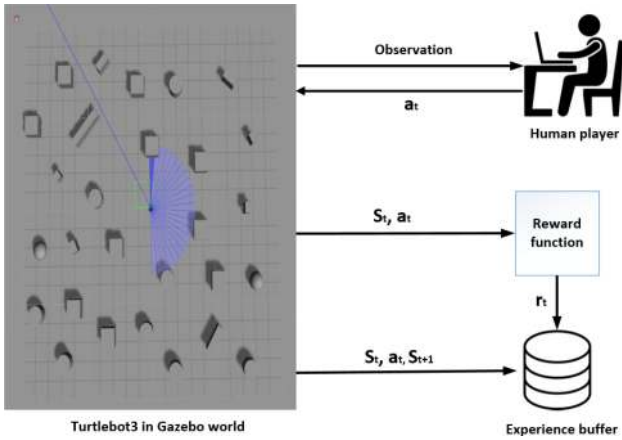 Observation
aₜ
Human player
Sₜ, aₜ
Reward
function
rₜ
Sₜ, aₜ, Sₜ₊₁
Turtlebot3 in Gazebo world
Experience buffer